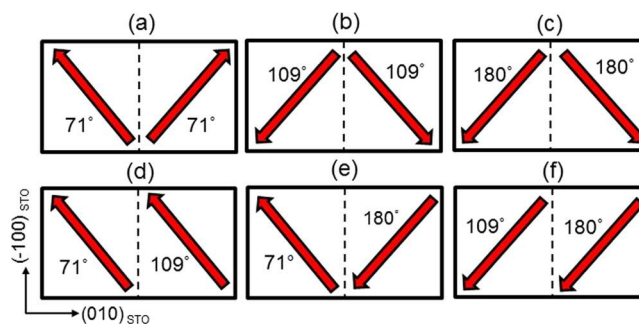 (a) (b) (c)
71° 71° 109° 109° 180° 180°
(d) (e) (f)
71° 109° 71° 180° 109° 180°
(-100) STO
(010) STO